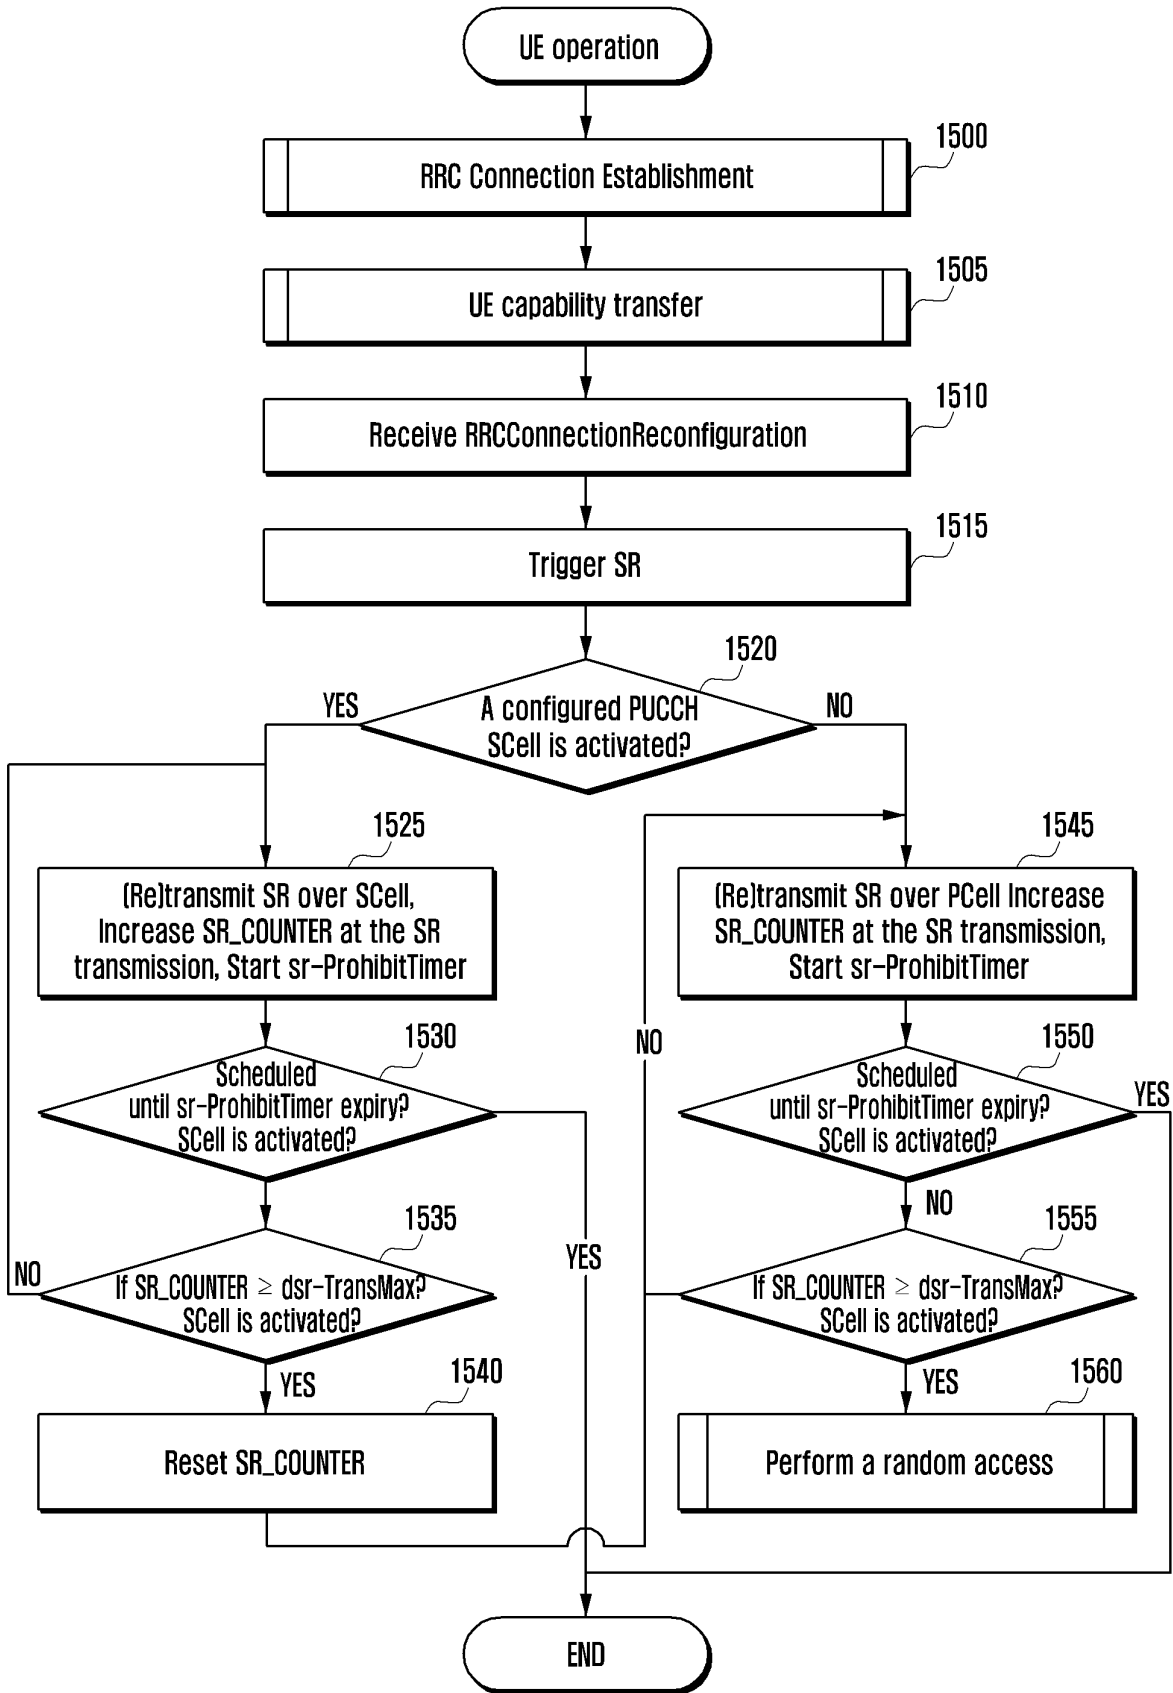 UE operation
1500
RRC Connection Establishment
1505
UE capability transfer
1510
Receive RRCConnectionReconfiguration
1515
Trigger SR
1520
YES
A configured PUCCH
SCell is activated?
NO
1525
(Re)transmit SR over SCell,
Increase SR_COUNTER at the SR
transmission, Start sr-ProhibitTimer
1545
(Re)transmit SR over PCell Increase
SR_COUNTER at the SR transmission,
Start sr-ProhibitTimer
1530
Scheduled
until sr-ProhibitTimer expiry?
SCell is activated?
NO
1550
Scheduled
until sr-ProhibitTimer expiry?
SCell is activated?
YES
NO
1535
NO
If SR_COUNTER ≥ dsr-TransMax?
SCell is activated?
YES
YES
1555
If SR_COUNTER ≥ dsr-TransMax?
SCell is activated?
YES
1540
Reset SR_COUNTER
1560
Perform a random access
END